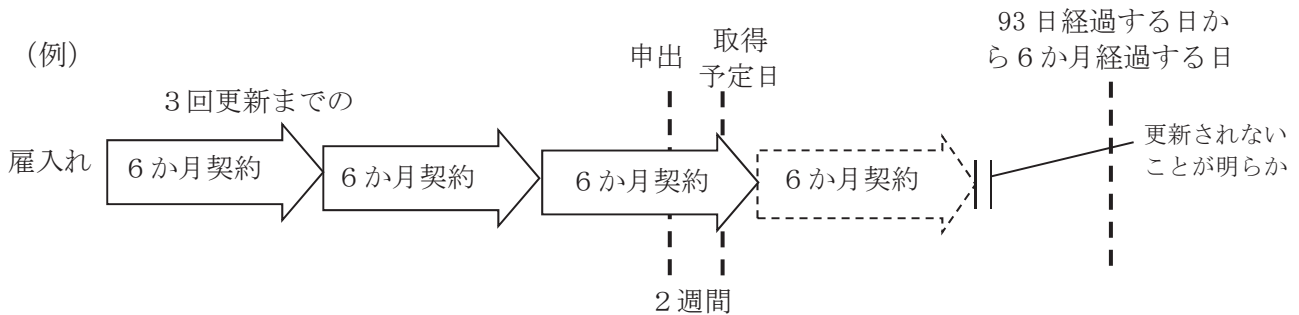 (例)
申出
取得
予定日
93 日経過する日か
ら６か月経過する日
３回更新までの
雇入れ
６か月契約
６か月契約
６か月契約
６か月契約
更新されない
ことが明らか
２週間